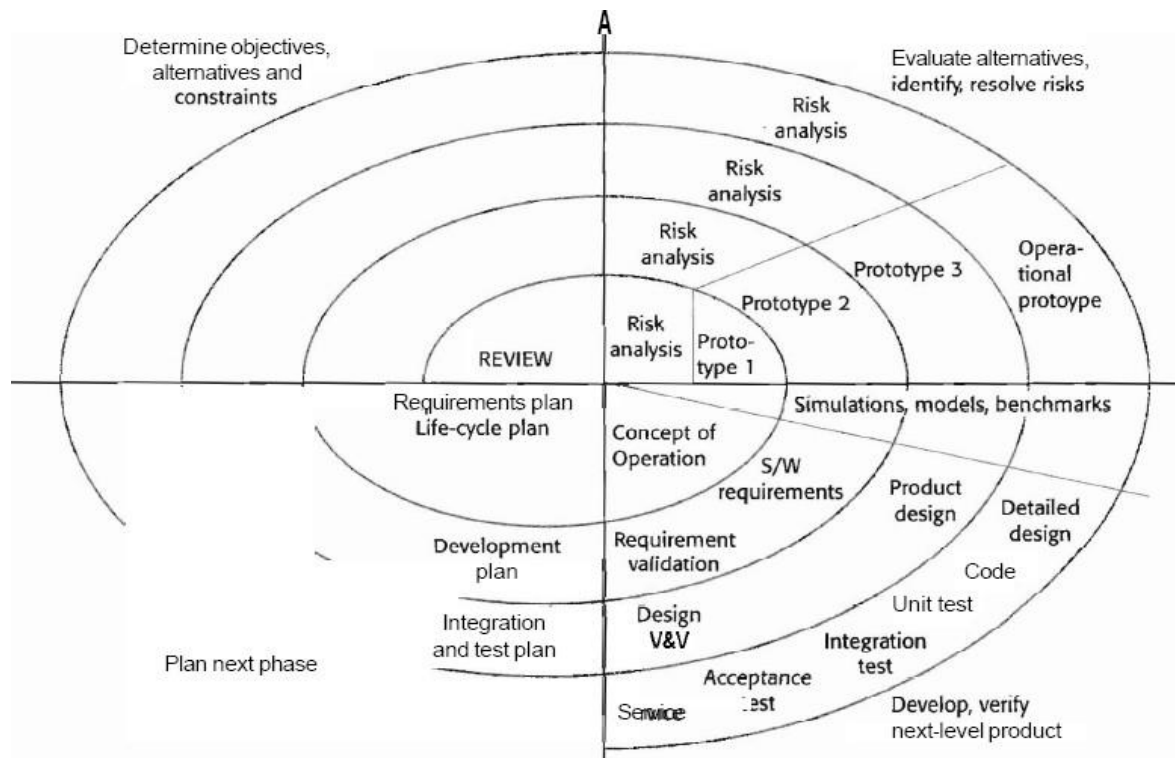 A
Determine objectives,
alternatives and
constraints
Evaluate alternatives,
identify, resolve risks
Risk
analysis
Risk
analysis
Risk
analysis
Risk
analysis
Proto-
type 1
Prototype 2
Prototype 3
Opera-
tional
protoype
REVIEW
Requirements plan
Life-cycle plan
Simulations, models, benchmarks
Concept of
Operation
S/W
requirements
Product
design
Detailed
design
Development
plan
Requirement
validation
Code
Unit test
Integration
and test plan
Design
V&V
Integration
test
Acceptance
test
Plan next phase
Service
Develop, verify
next-level product